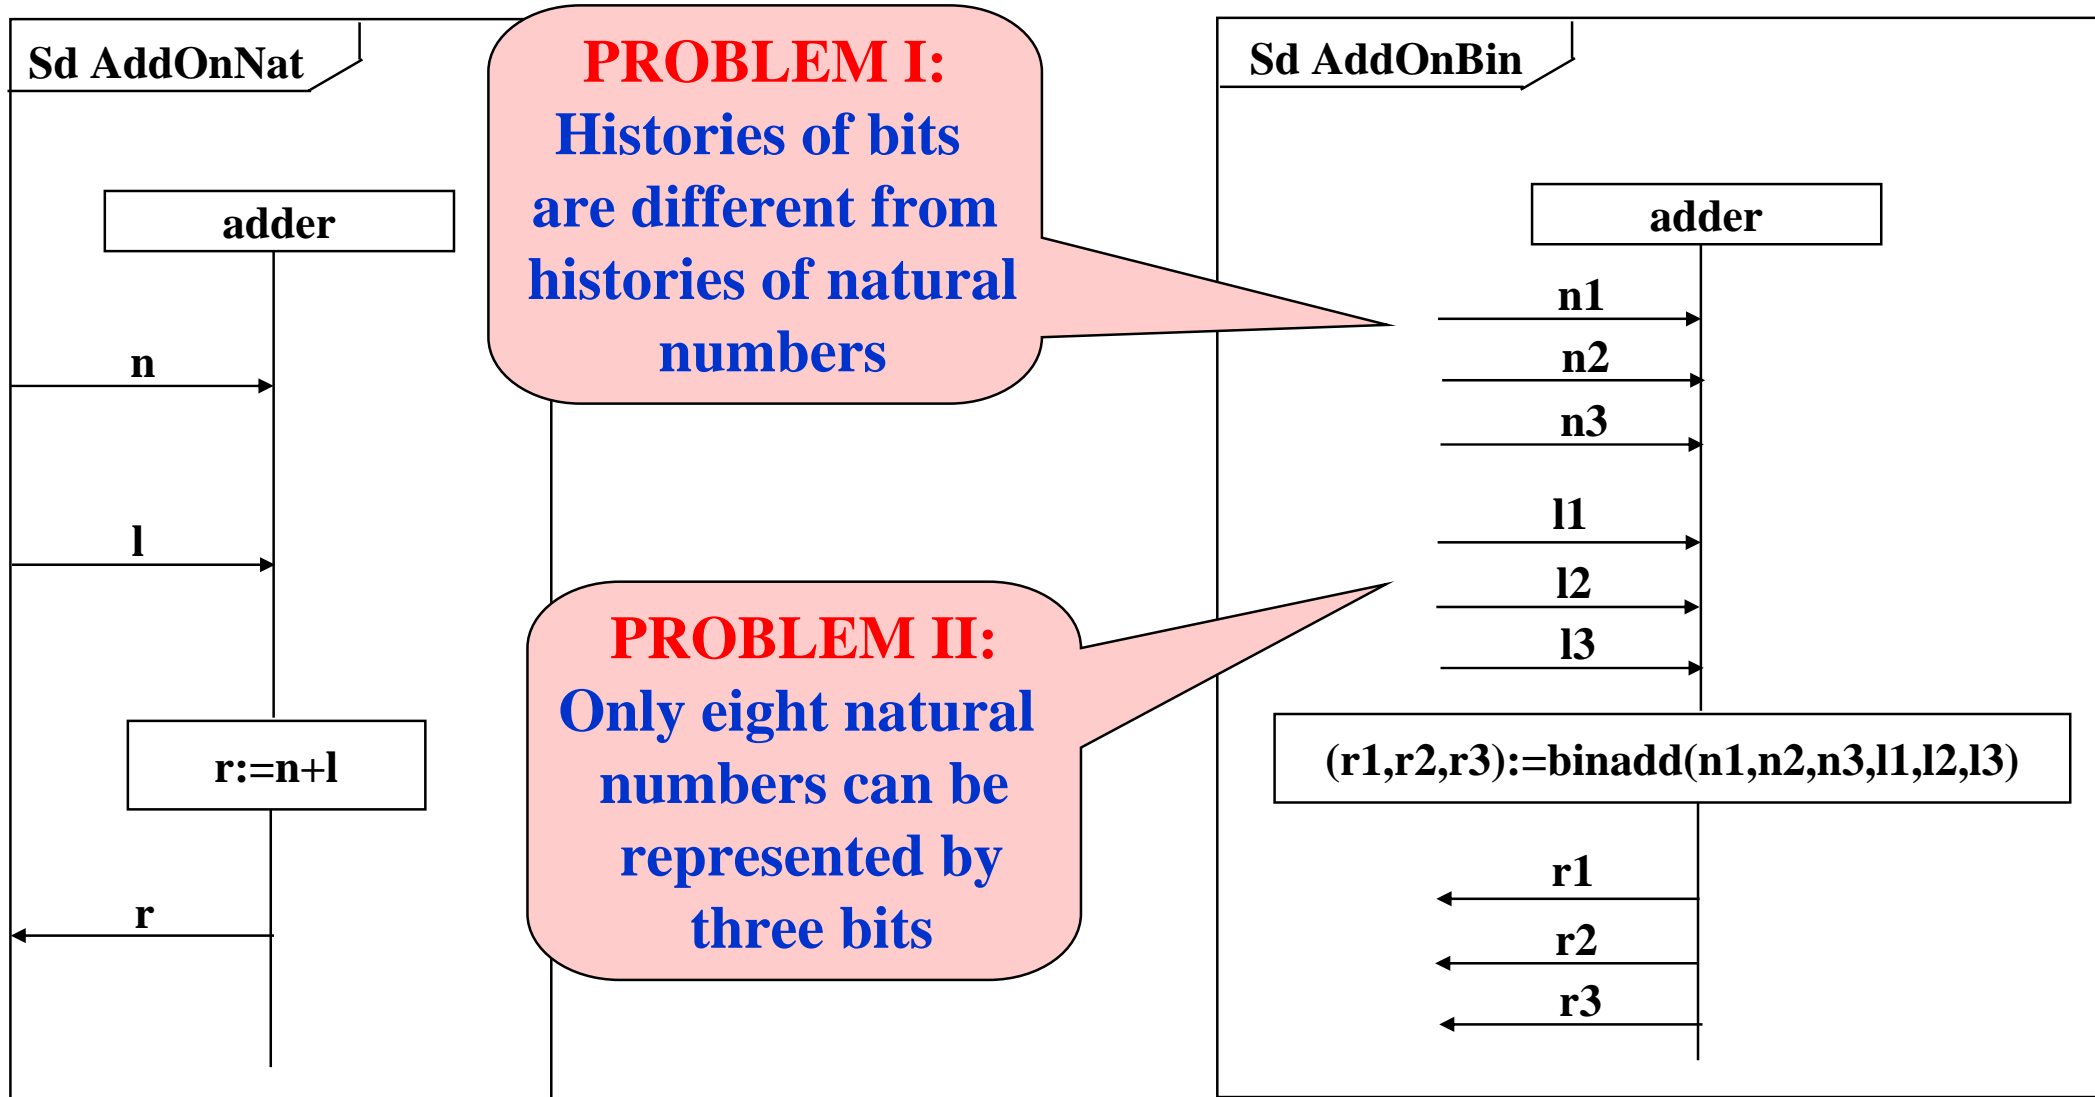 Sd AddOnNat
adder
n
l
r:=n+l
r
PROBLEM I:
Histories of bits
are different from
histories of natural
numbers
PROBLEM II:
Only eight natural
numbers can be
represented by
three bits
Sd AddOnBin
adder
n1
n2
n3
l1
l2
l3
(r1,r2,r3):=binadd(n1,n2,n3,l1,l2,l3)
r1
r2
r3